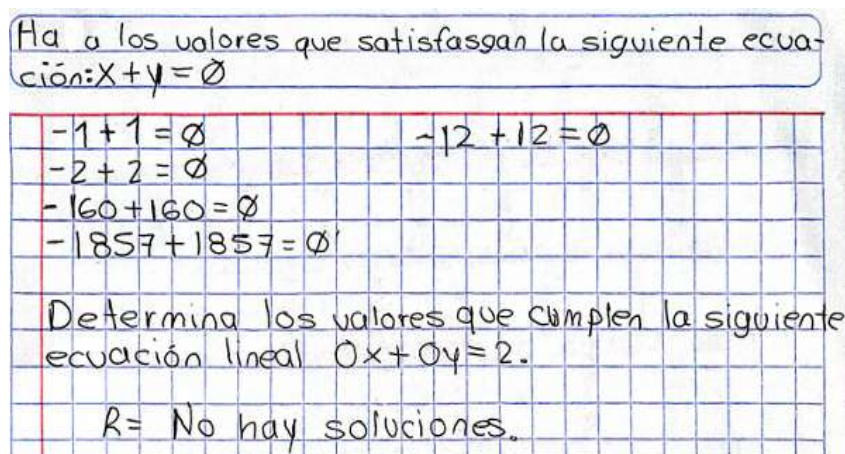 Ha a los valores que satisfasgan la siguiente ecua-
ción: X + y = Ø
-1 + 1 = Ø
-12 + 12 = Ø
-2 + 2 = Ø
-160 + 160 = Ø
-1857 + 1857 = Ø
Determina los valores que cumplen la siguiente
ecuación lineal 0x + 0y = 2.
R= No hay soluciones.